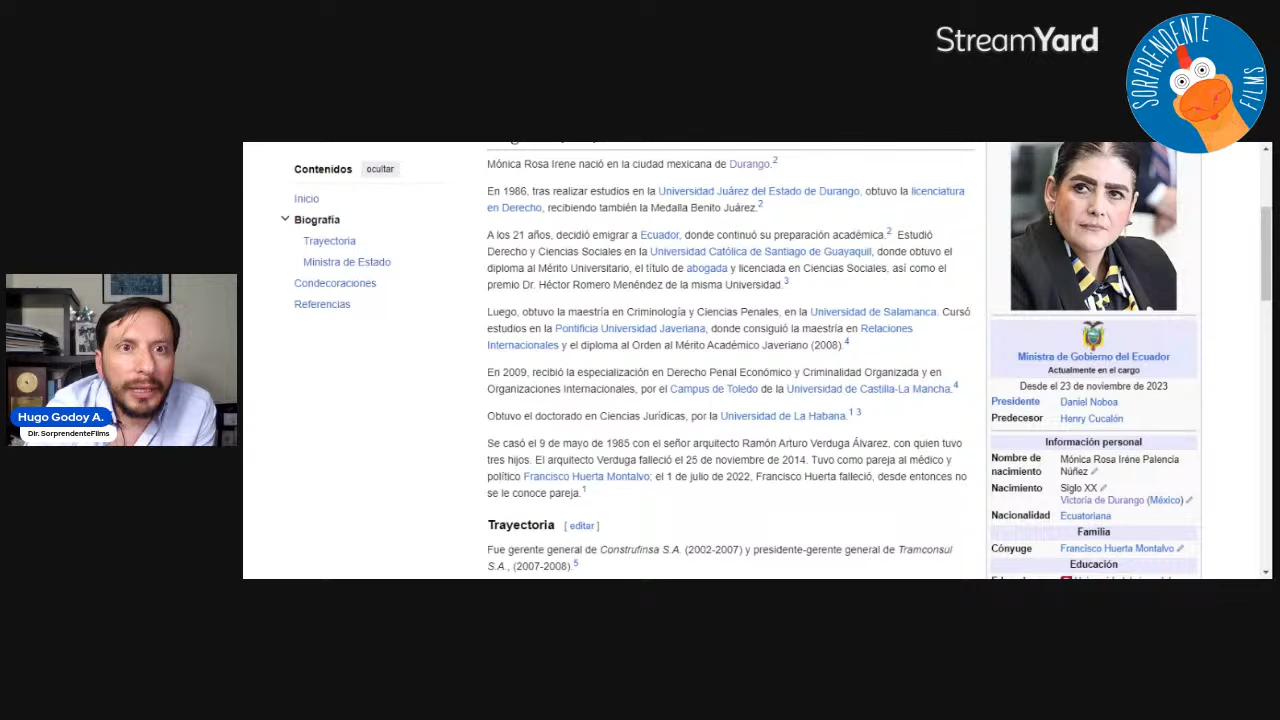 StreamYard
SORPRENDENTE
FILMS
Contenidos ocultar
Inicio
Biografía
Trayectoria
Ministra de Estado
Condecoraciones
Referencias
Mónica Rosa Irene nació en la ciudad mexicana de Durango.2
En 1986, tras realizar estudios en la Universidad Juárez del Estado de Durango, obtuvo la licenciatura
en Derecho, recibiendo también la Medalla Benito Juárez.2
A los 21 años, decidió emigrar a Ecuador, donde continuó su preparación académica.2 Estudió
Derecho y Ciencias Sociales en la Universidad Católica de Santiago de Guayaquil, donde obtuvo el
diploma al Mérito Universitario, el título de abogada y licenciada en Ciencias Sociales, así como el
premio Dr. Héctor Romero Menéndez de la misma Universidad.3
Luego, obtuvo la maestría en Criminología y Ciencias Penales, en la Universidad de Salamanca. Cursó
estudios en la Pontificia Universidad Javeriana, donde consiguió la maestría en Relaciones
Internacionales y el diploma al Orden al Mérito Académico Javeriano (2008).4
En 2009, recibió la especialización en Derecho Penal Económico y Criminalidad Organizada y en
Organizaciones Internacionales, por el Campus de Toledo de la Universidad de Castilla-La Mancha.4
Obtuvo el doctorado en Ciencias Jurídicas, por la Universidad de La Habana.1 3
Se casó el 9 de mayo de 1985 con el señor arquitecto Ramón Arturo Verduga Álvarez, con quien tuvo
tres hijos. El arquitecto Verduga falleció el 25 de noviembre de 2014. Tuvo como pareja al médico y
político Francisco Huerta Montalvo; el 1 de julio de 2022, Francisco Huerta falleció, desde entonces no
se le conoce pareja.1
Trayectoria [ editar ]
Fue gerente general de Construfinsa S.A. (2002-2007) y presidente-gerente general de Tramconsul
S.A., (2007-2008).5
Ministra de Gobierno del Ecuador
Actualmente en el cargo
Desde el 23 de noviembre de 2023
Presidente Daniel Noboa
Predecesor Henry Cucalón
Información personal
Nombre de nacimiento Mónica Rosa Iréne Palencia
Núñez
Nacimiento Siglo XX
Victoria de Durango (México)
Nacionalidad Ecuatoriana
Familia
Cónyuge Francisco Huerta Montalvo
Educación
Hugo Godoy A.
Dir. SorprendenteFilms